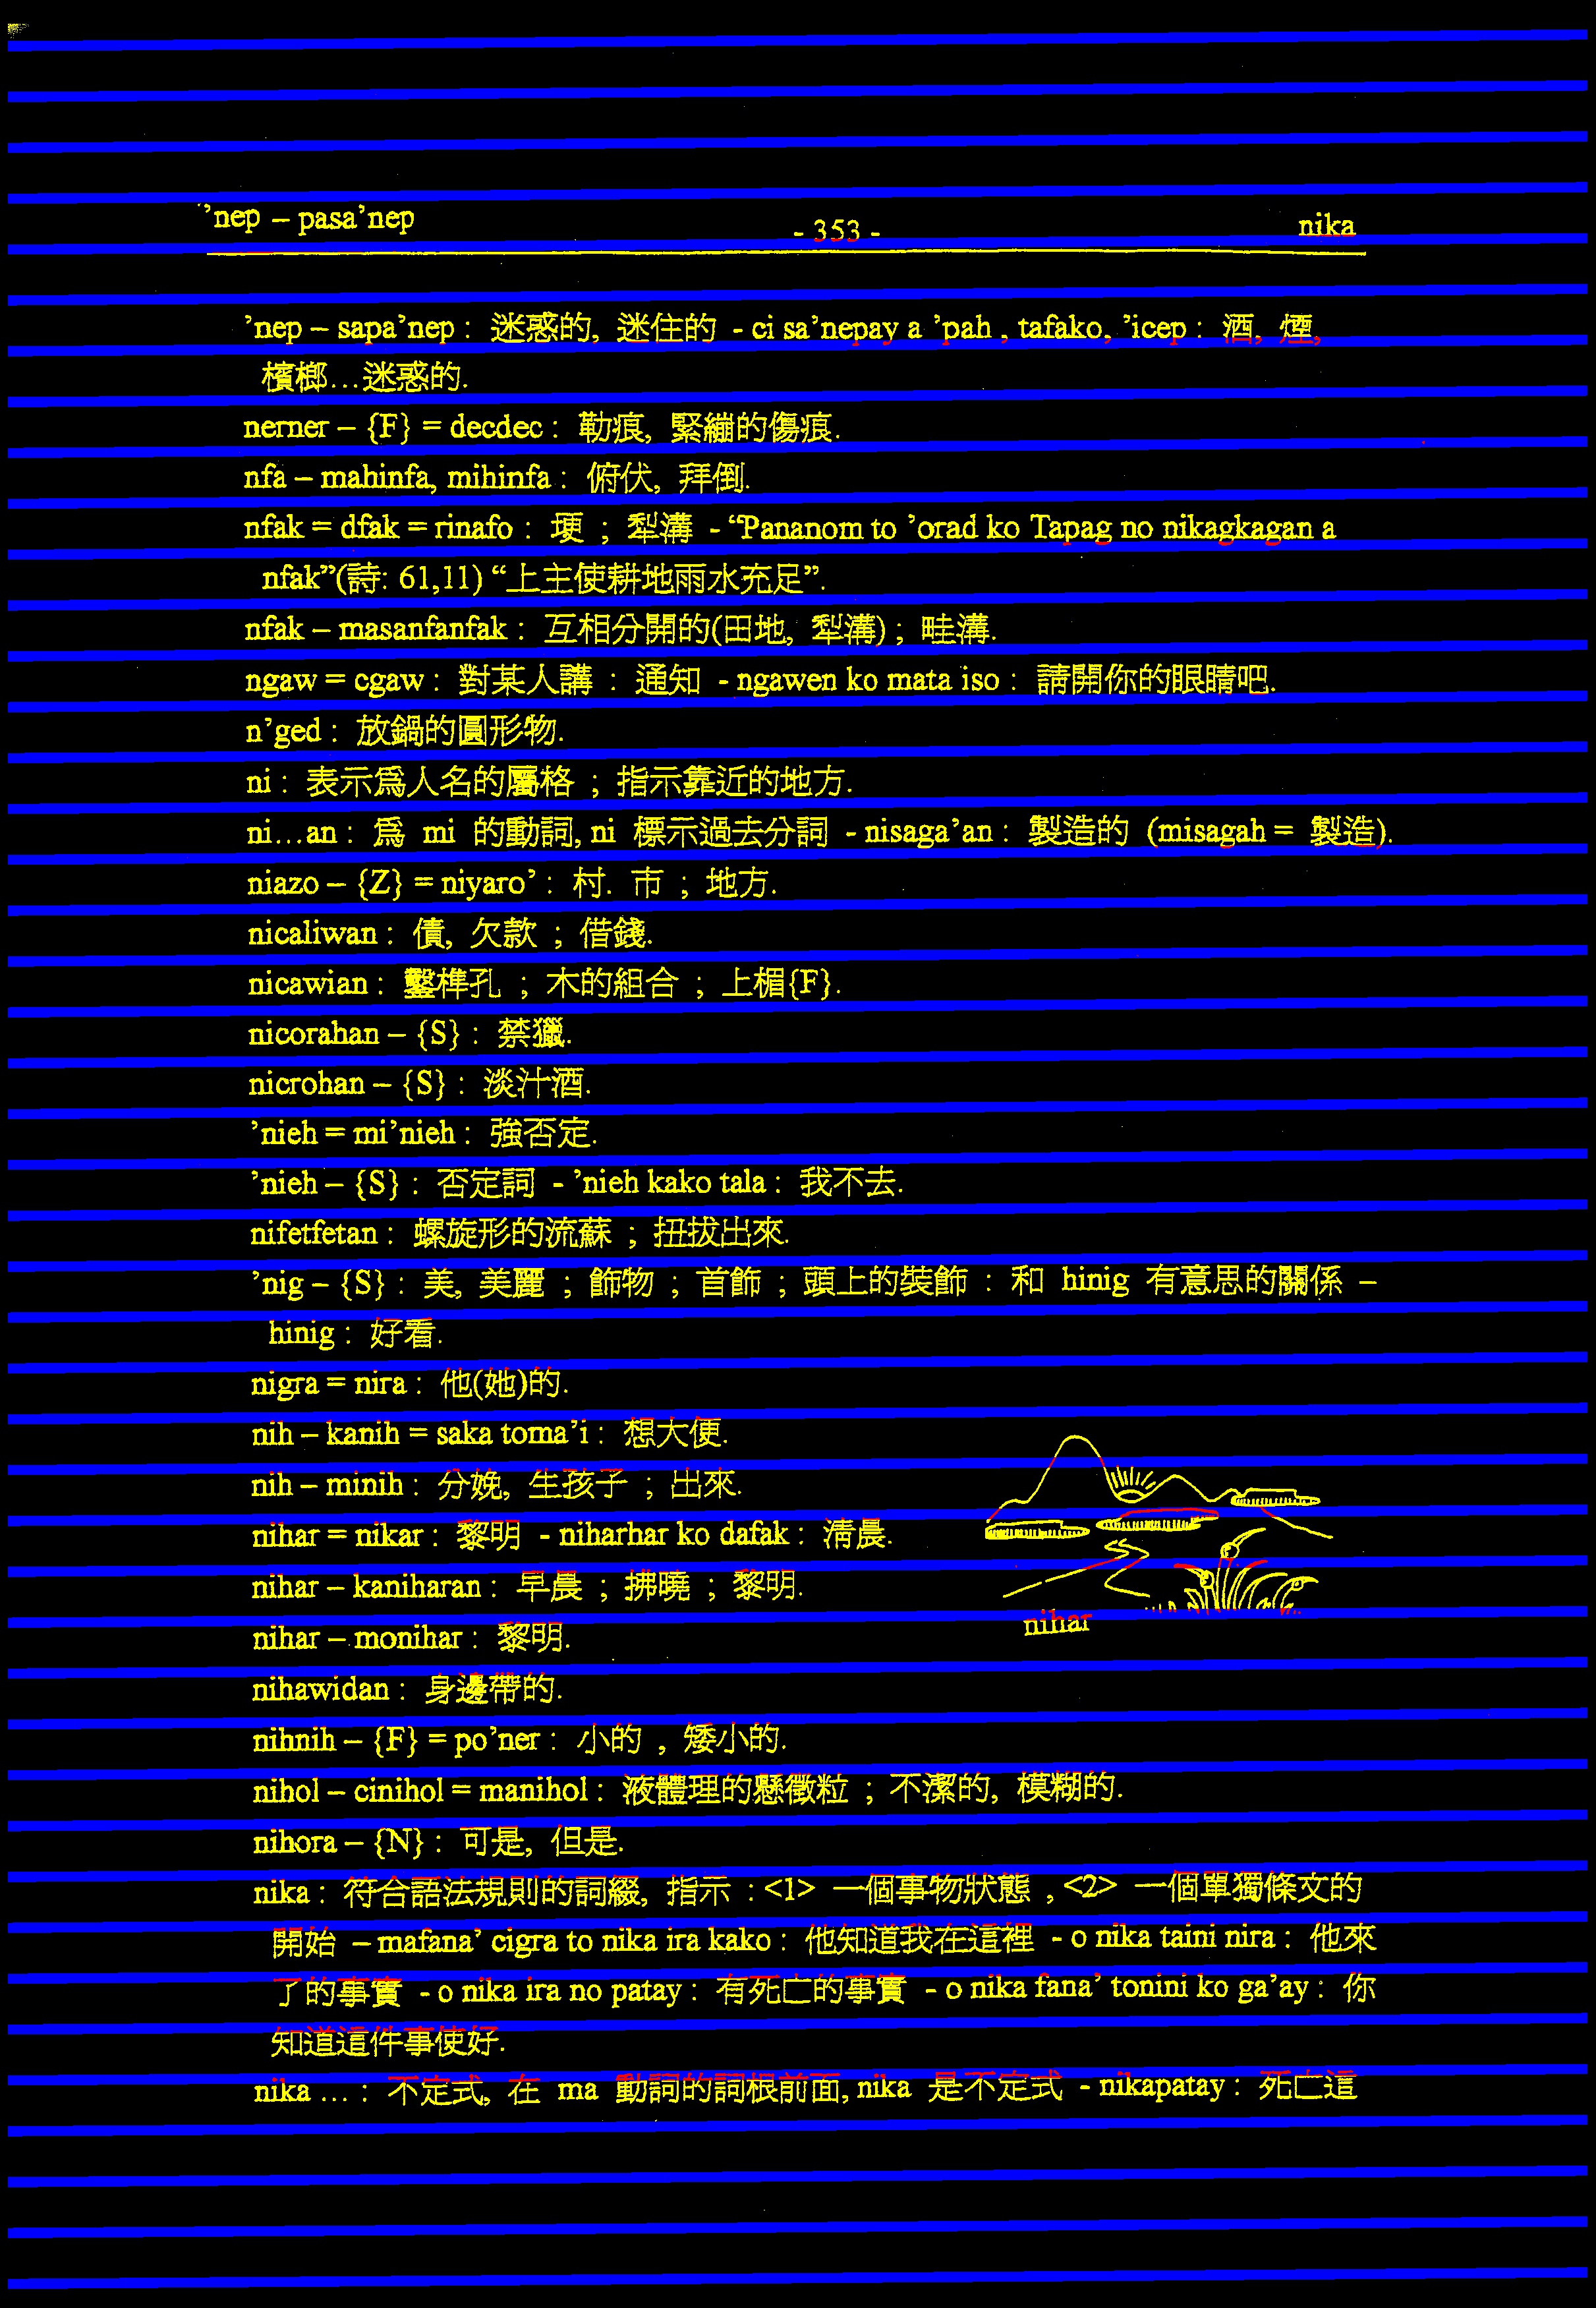 ’nep – pasa’nep - 353 - nika
’nep – sapa’nep : 迷惑的, 迷住的 - ci sa’nepay a ’pah , tafako, ’icep : 酒, 煙,
檳榔…迷惑的.
nerner – {F} = decdec : 勒痕, 緊繃的傷痕.
nfa – mahinfa, mihinfa : 俯伏, 拜倒.
nfak = dfak = rinafo : 埂 ; 犁溝 - “Pananom to ’orad ko Tapag no nikagkagan a
nfak”(詩: 61,11) “上主使耕地雨水充足”.
nfak – masanfanfak : 互相分開的(田地, 犁溝) ; 畦溝.
ngaw = cgaw : 對某人講 : 通知 - ngawen ko mata iso : 請開你的眼睛吧.
n’ged : 放鍋的圓形物.
ni : 表示爲人名的屬格 ; 指示靠近的地方.
ni…an : 爲 mi 的動詞, ni 標示過去分詞 - nisaga’an : 製造的 (misagah = 製造).
niazo – {Z} = niyaro’ : 村. 市 ; 地方.
nicaliwan : 債, 欠款 ; 借錢.
nicawian : 鑿榫孔 ; 木的組合 ; 上楣{F}.
nicorahan – {S} : 禁獵.
nicrohan – {S} : 淡汁酒.
’nieh = mi’nieh : 強否定.
’nieh – {S} : 否定詞 - ’nieh kako tala : 我不去.
nifetfetan : 螺旋形的流蘇 ; 扭拔出來.
’nig – {S} : 美, 美麗 ; 飾物 ; 首飾 ; 頭上的裝飾 : 和 hinig 有意思的關係 –
hinig : 好看.
nigra = nira : 他(她)的.
nih – kanih = saka toma’i : 想大便.
nih – minih : 分娩, 生孩子 ; 出來.
nihar = nikar : 黎明 - niharhar ko dafak : 清晨.
nihar – kaniharan : 早晨 ; 拂曉 ; 黎明.
nihar
nihar – monihar : 黎明.
nihawidan : 身邊帶的.
nihnih – {F} = po’ner : 小的 , 矮小的.
nihol – cinihol = manihol : 液體理的懸微粒 ; 不潔的, 模糊的.
nihora – {N} : 可是, 但是.
nika : 符合語法規則的詞綴, 指示 : <1> 一個事物狀態 , <2> 一個單獨條文的
開始 – mafana’ cigra to nika ira kako : 他知道我在這裡 - o nika taini nira : 他來
了的事實 - o nika ira no patay : 有死亡的事實 - o nika fana’ tonini ko ga’ay : 你
知道這件事使好.
nika … : 不定式, 在 ma 動詞的詞根前面, nika 是不定式 - nikapatay : 死亡這